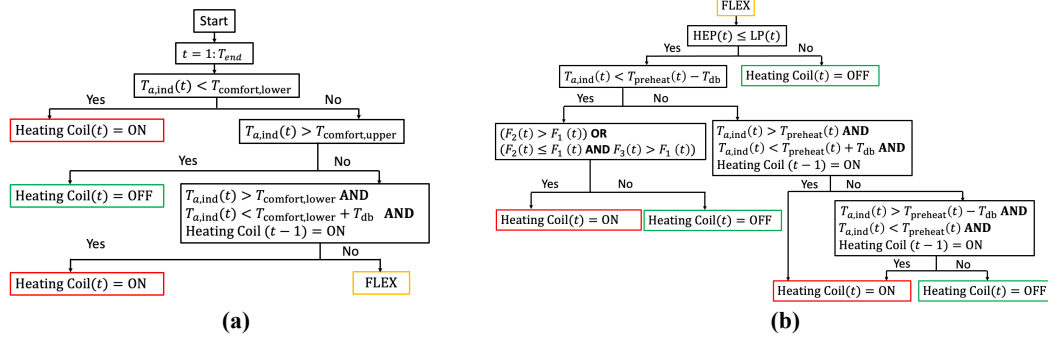 Start
t = 1: T_end
T_a,ind(t) < T_comfort,lower
Yes
No
Heating Coil(t) = ON
T_a,ind(t) > T_comfort,upper
Yes
No
Heating Coil(t) = OFF
T_a,ind(t) > T_comfort,lower AND
T_a,ind(t) < T_comfort,lower + T_db AND
Heating Coil (t − 1) = ON
Yes
No
Heating Coil(t) = ON
FLEX
(a)
FLEX
HEP(t) ≤ LP(t)
Yes
No
T_a,ind(t) < T_preheat(t) − T_db
Heating Coil(t) = OFF
Yes
No
(F_2(t) > F_1 (t)) OR
(F_2(t) ≤ F_1 (t) AND F_3(t) > F_1 (t))
T_a,ind(t) > T_preheat(t) AND
T_a,ind(t) < T_preheat(t) + T_db AND
Heating Coil (t − 1) = ON
Yes
No
Heating Coil(t) = ON
Heating Coil(t) = OFF
Yes
No
T_a,ind(t) > T_preheat(t) − T_db AND
T_a,ind(t) < T_preheat(t) AND
Heating Coil (t − 1) = ON
Yes
No
Heating Coil(t) = ON
Heating Coil(t) = OFF
(b)